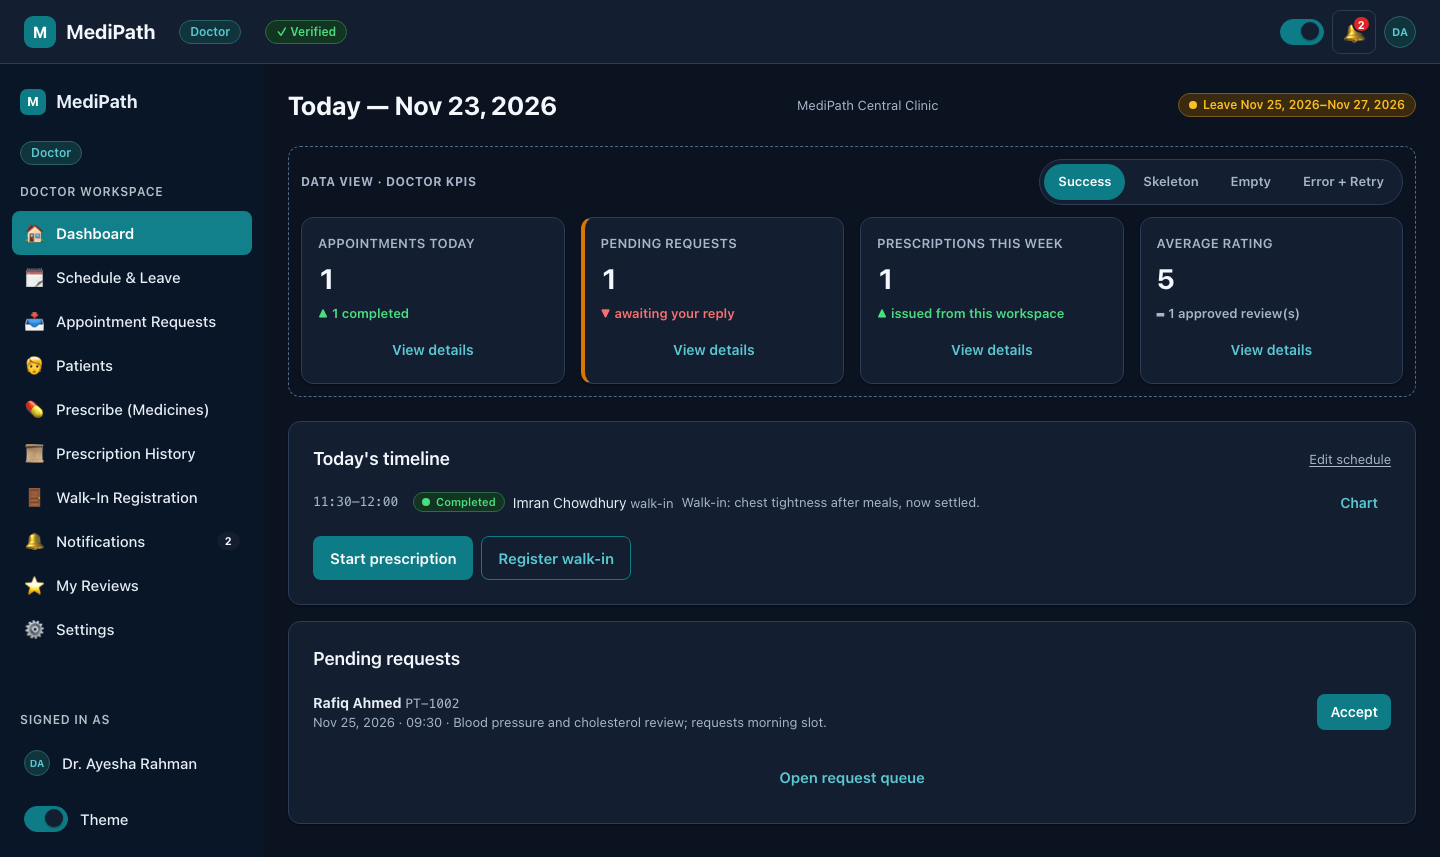 M MediPath Doctor ✓ Verified 2 DA
M MediPath
Doctor
DOCTOR WORKSPACE
Dashboard
Schedule & Leave
Appointment Requests
Patients
Prescribe (Medicines)
Prescription History
Walk-In Registration
Notifications 2
My Reviews
Settings
SIGNED IN AS
DA Dr. Ayesha Rahman
Theme
Today — Nov 23, 2026 MediPath Central Clinic Leave Nov 25, 2026–Nov 27, 2026
DATA VIEW · DOCTOR KPIS Success Skeleton Empty Error + Retry
APPOINTMENTS TODAY
1
▲ 1 completed
View details
PENDING REQUESTS
1
▼ awaiting your reply
View details
PRESCRIPTIONS THIS WEEK
1
▲ issued from this workspace
View details
AVERAGE RATING
5
▬ 1 approved review(s)
View details
Today's timeline Edit schedule
11:30–12:00 Completed Imran Chowdhury walk-in Walk-in: chest tightness after meals, now settled. Chart
Start prescription Register walk-in
Pending requests
Rafiq Ahmed PT-1002
Nov 25, 2026 · 09:30 · Blood pressure and cholesterol review; requests morning slot.
Accept
Open request queue